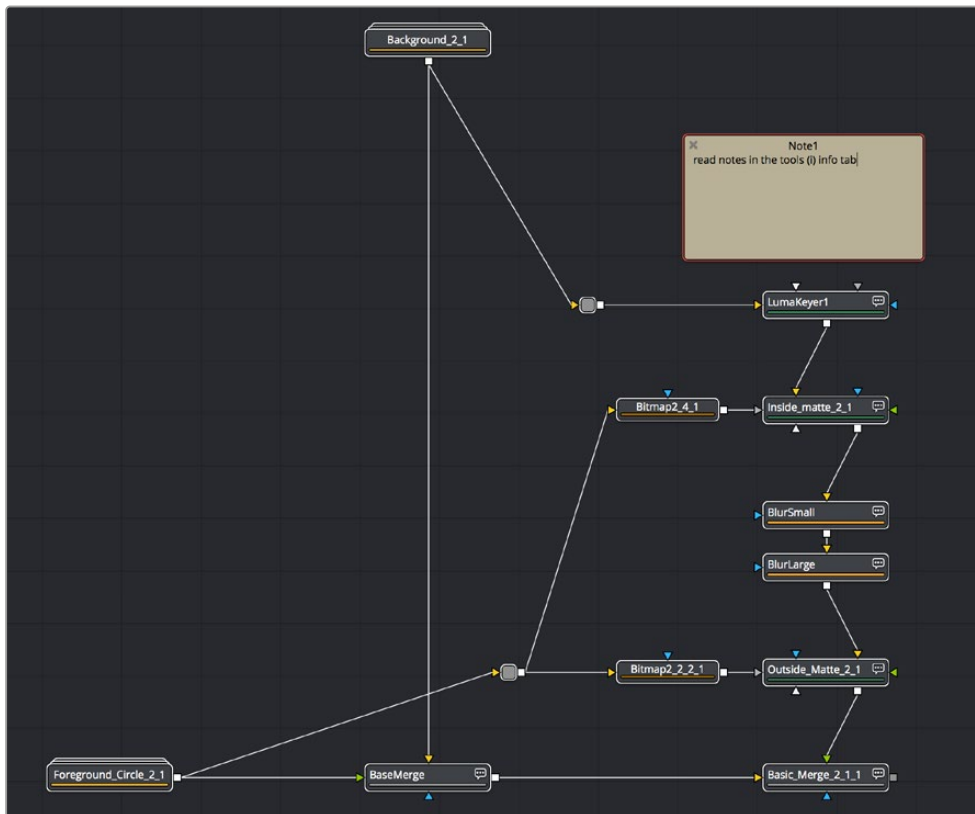 Background_2_1
Note1
read notes in the tools (i) info tab
LumaKeyer1
Bitmap2_4_1
Inside_matte_2_1
BlurSmall
BlurLarge
Bitmap2_2_2_1
Outside_Matte_2_1
Foreground_Circle_2_1
BaseMerge
Basic_Merge_2_1_1